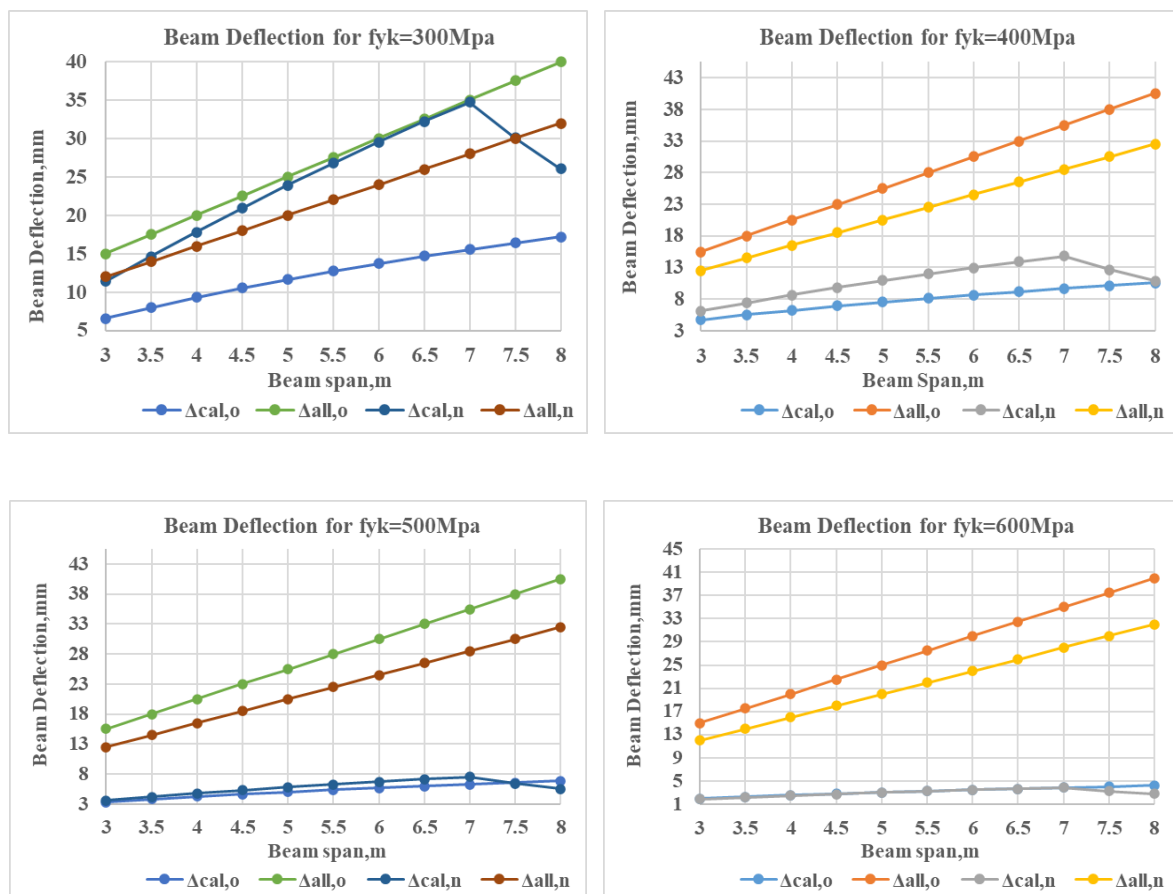 Beam Deflection for fyk=300Mpa
Beam Deflection,mm
40
35
30
25
20
15
10
5
3 3.5 4 4.5 5 5.5 6 6.5 7 7.5 8
Beam span,m
Δcal,o Δall,o Δcal,n Δall,n
Beam Deflection for fyk=400Mpa
Beam Deflection,mm
43
38
33
28
23
18
13
8
3
3 3.5 4 4.5 5 5.5 6 6.5 7 7.5 8
Beam Span,m
Δcal,o Δall,o Δcal,n Δall,n
Beam Deflection for fyk=500Mpa
Beam Deflection,mm
43
38
33
28
23
18
13
8
3
3 3.5 4 4.5 5 5.5 6 6.5 7 7.5 8
Beam span,m
Δcal,o Δall,o Δcal,n Δall,n
Beam Deflection for fyk=600Mpa
Beam Deflection,mm
45
41
37
33
29
25
21
17
13
9
5
1
3 3.5 4 4.5 5 5.5 6 6.5 7 7.5 8
Beam span,m
Δcal,o Δall,o Δcal,n Δall,n